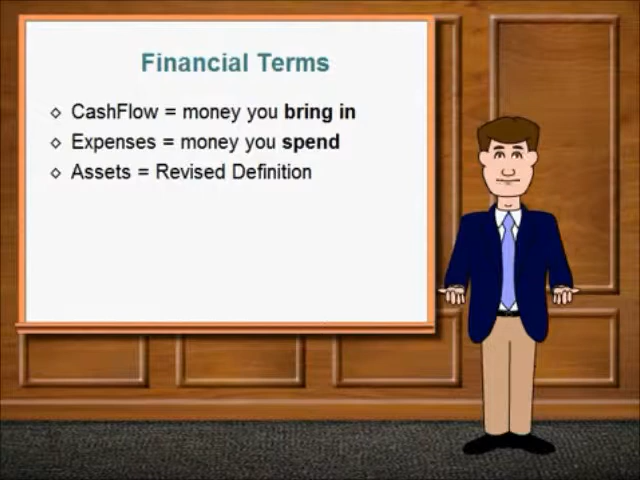 Financial Terms
CashFlow = money you bring in
Expenses = money you spend
Assets = Revised Definition